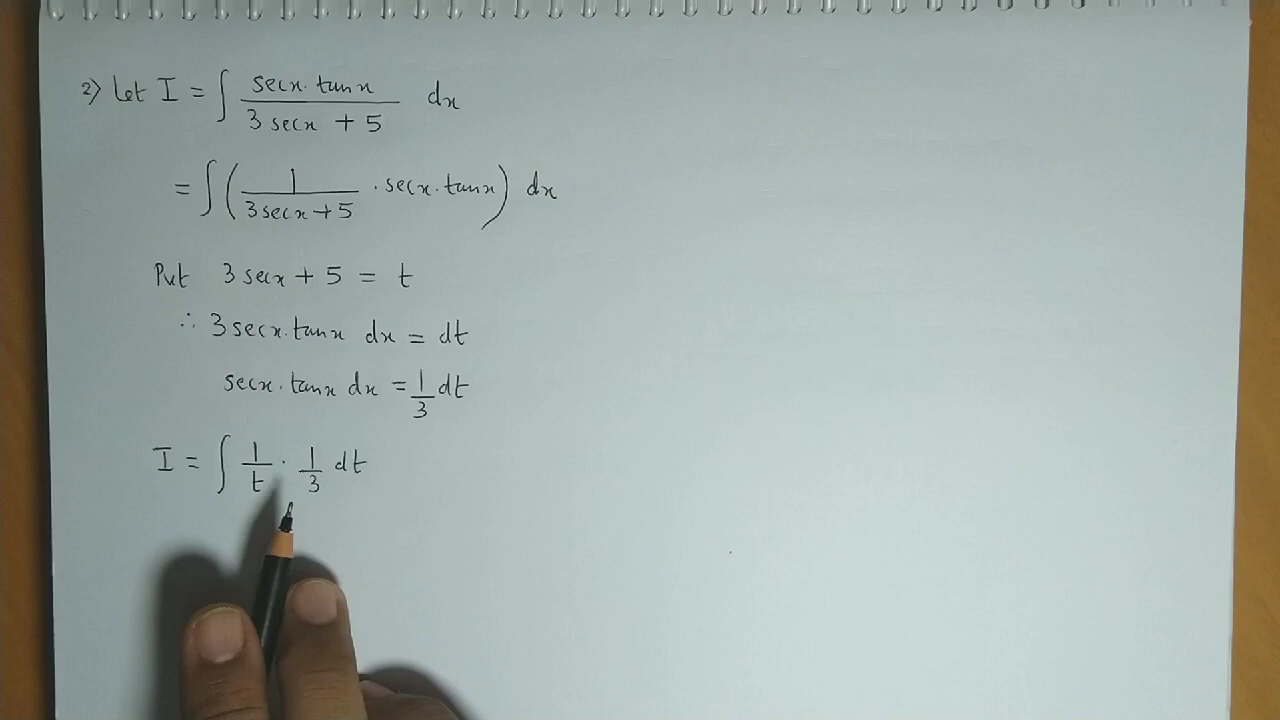 2) Let I = ∫ secx. tanx / 3 secx + 5 dx
= ∫ ( 1 / 3secx+5 . secx. tanx ) dx
Put 3 secx + 5 = t
∴ 3 secx. tanx dx = dt
secx. tanx dx = 1/3 dt
I = ∫ 1/t . 1/3 dt